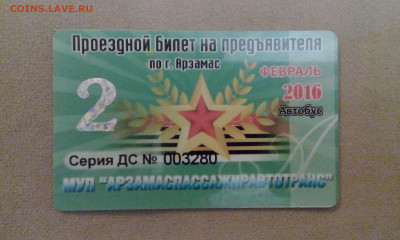 COINS.LAVE.RU
Проездной Билет на предъявителя
по г. Арзамас
ФЕВРАЛЬ
2
2016
Автобус
Серия ДС № 003280
МУП "АРЗАМАСПАССАЖИРАВТОТРАНС"